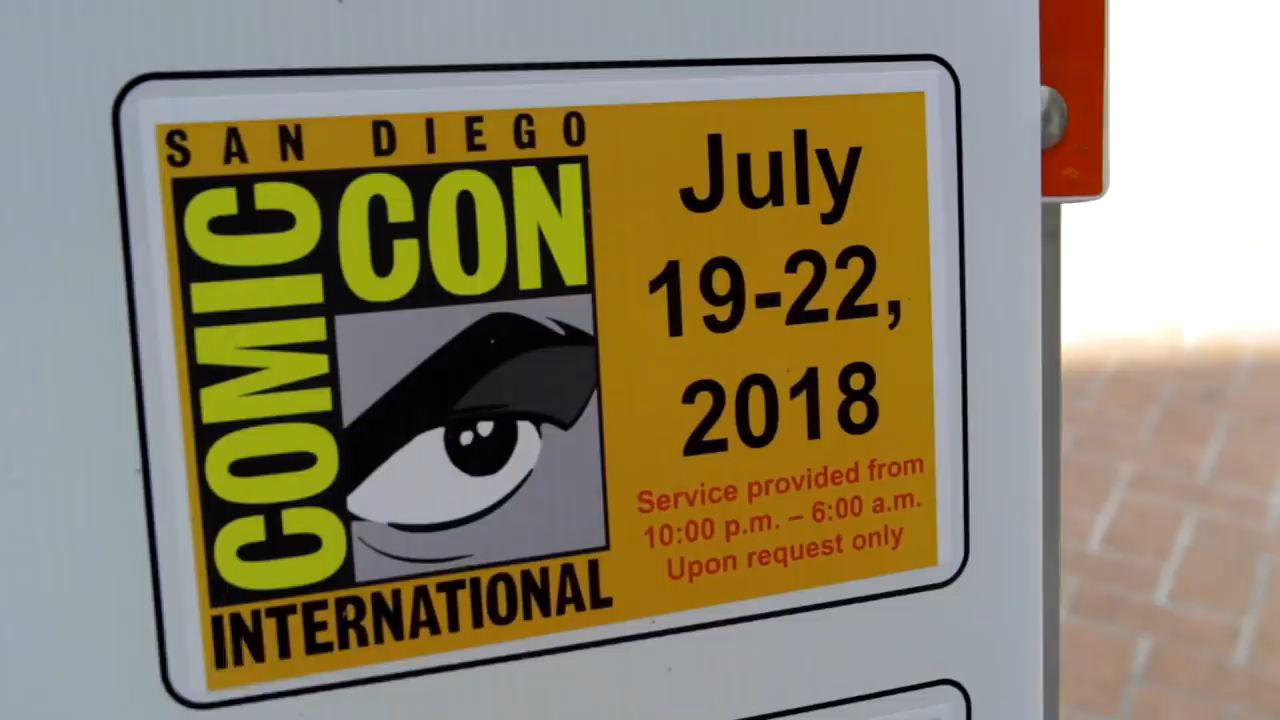 SAN DIEGO
COMIC
CON
INTERNATIONAL
July
19-22,
2018
Service provided from
10:00 p.m. – 6:00 a.m.
Upon request only